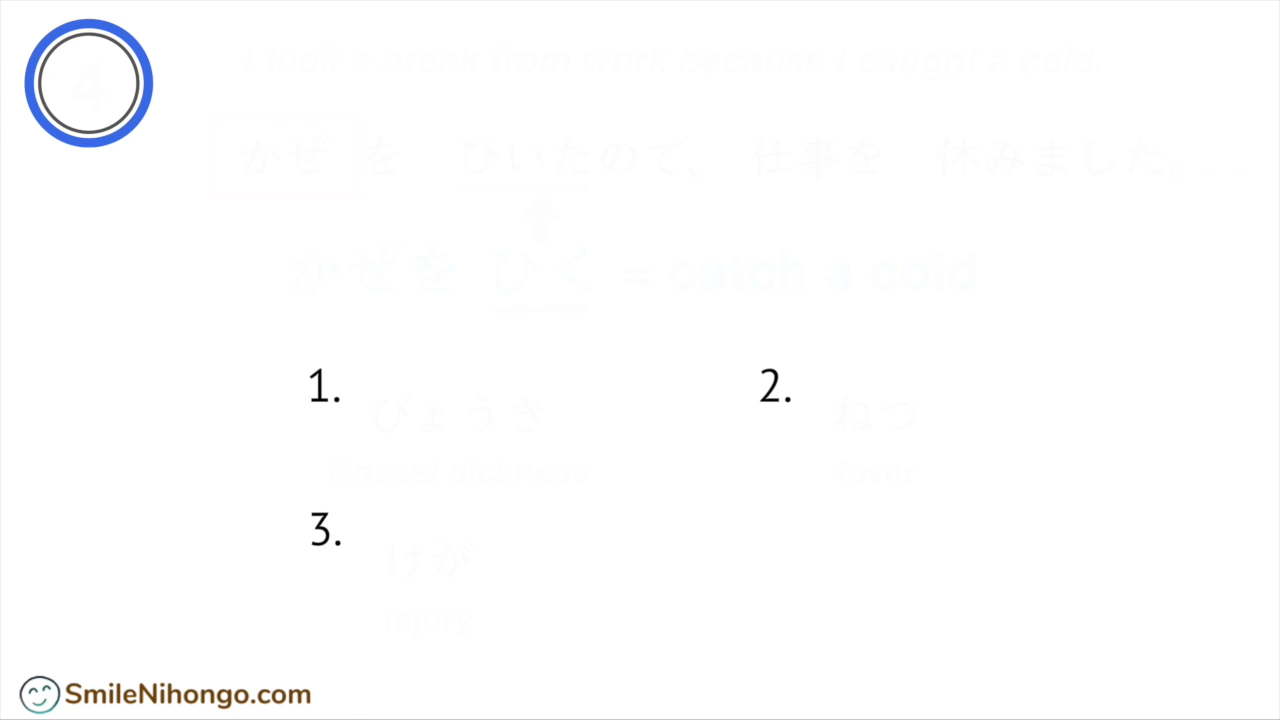 4
I took a break from work because I caught a cold.
かぜ を ひいたので、 仕事を 休みました。
かぜを ひく = catch a cold
1. びょうき 2. ねつ
illness/ sickness fever
3. けが
injury
SmileNihongo.com